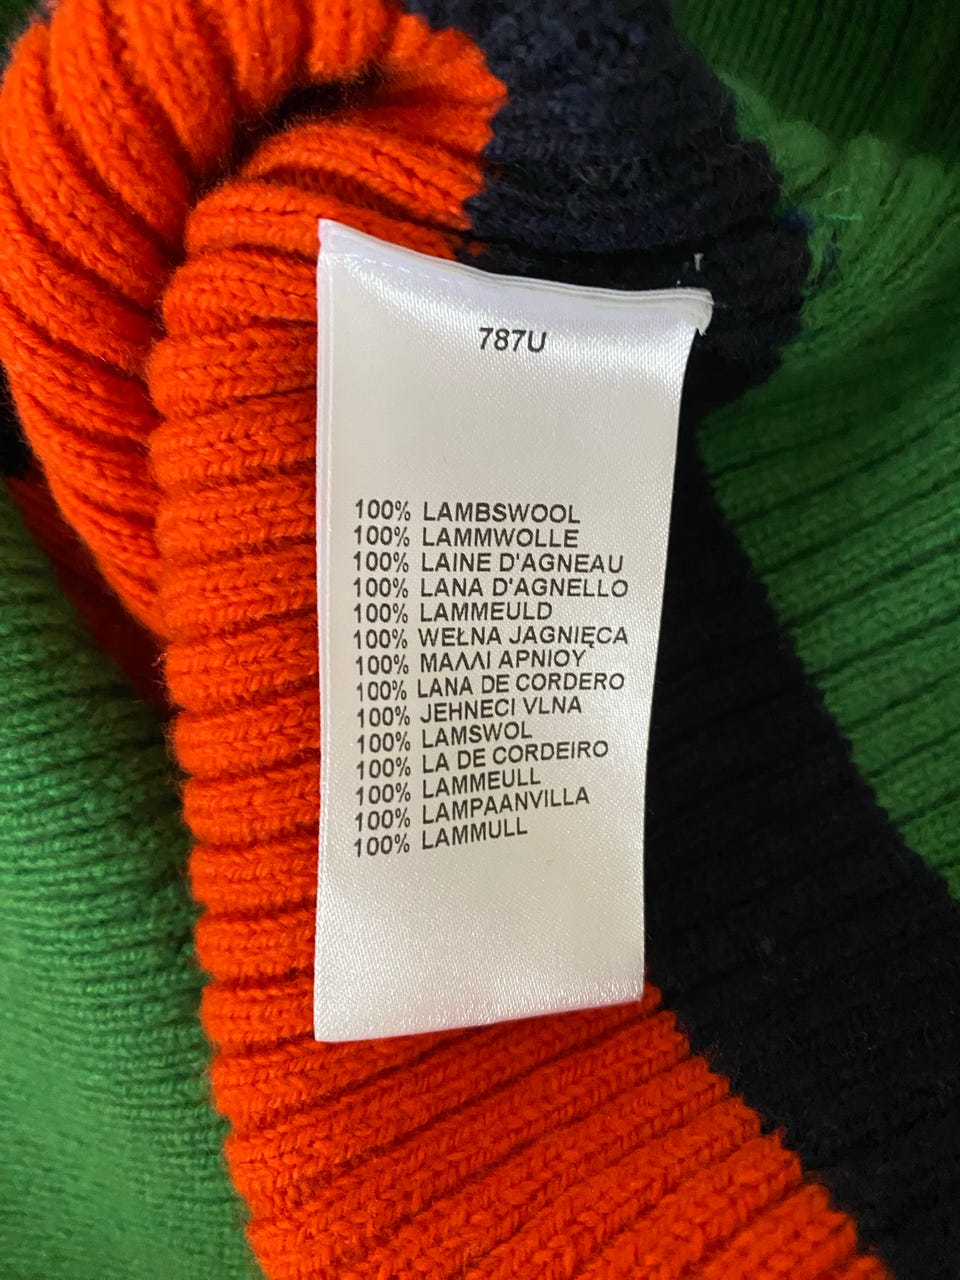 787U
100% LAMBSWOOL
100% LAMMWOLLE
100% LAINE D'AGNEAU
100% LANA D'AGNELLO
100% LAMMEULD
100% WEŁNA JAGNIĘCA
100% ΜΑΛΛΙ ΑΡΝΙΟΥ
100% LANA DE CORDERO
100% JEHNECI VLNA
100% LAMSWOL
100% LA DE CORDEIRO
100% LAMMEULL
100% LAMPAANVILLA
100% LAMMULL